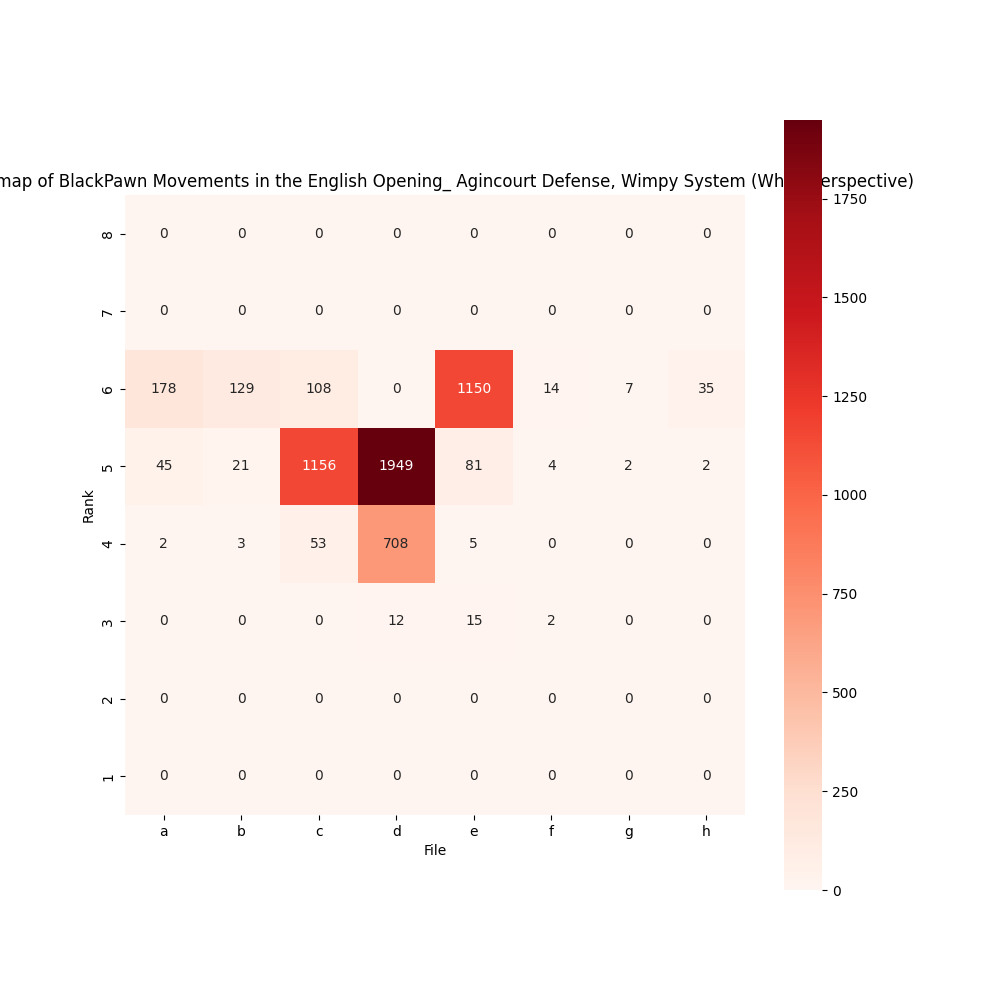 map of BlackPawn Movements in the English Opening_ Agincourt Defense, Wimpy System (Wh erspective)
1750
1500
1250
1000
750
500
250
0
Rank
8 0 0 0 0 0 0 0 0
7 0 0 0 0 0 0 0 0
6 178 129 108 0 1150 14 7 35
5 45 21 1156 1949 81 4 2 2
4 2 3 53 708 5 0 0 0
3 0 0 0 12 15 2 0 0
2 0 0 0 0 0 0 0 0
1 0 0 0 0 0 0 0 0
a b c d e f g h
File